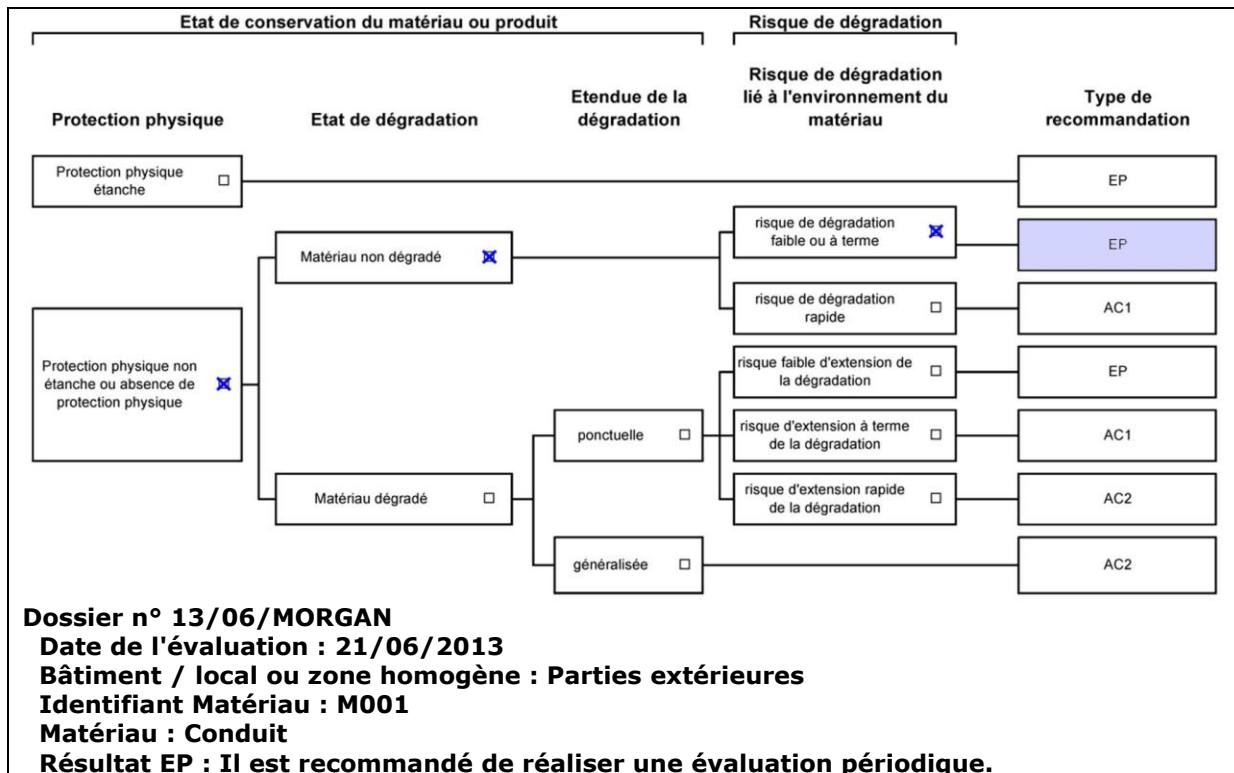 Etat de conservation du matériau ou produit
Risque de dégradation
Protection physique
Etat de dégradation
Etendue de la
dégradation
Risque de dégradation
lié à l'environnement du
matériau
Type de
recommandation
Protection physique
étanche
EP
risque de dégradation
faible ou à terme
EP
Matériau non dégradé
risque de dégradation
rapide
AC1
Protection physique non
étanche ou absence de
protection physique
risque faible d'extension de
la dégradation
EP
ponctuelle
risque d'extension à terme
de la dégradation
AC1
Matériau dégradé
risque d'extension rapide
de la dégradation
AC2
généralisée
AC2
Dossier n° 13/06/MORGAN
Date de l'évaluation : 21/06/2013
Bâtiment / local ou zone homogène : Parties extérieures
Identifiant Matériau : M001
Matériau : Conduit
Résultat EP : Il est recommandé de réaliser une évaluation périodique.